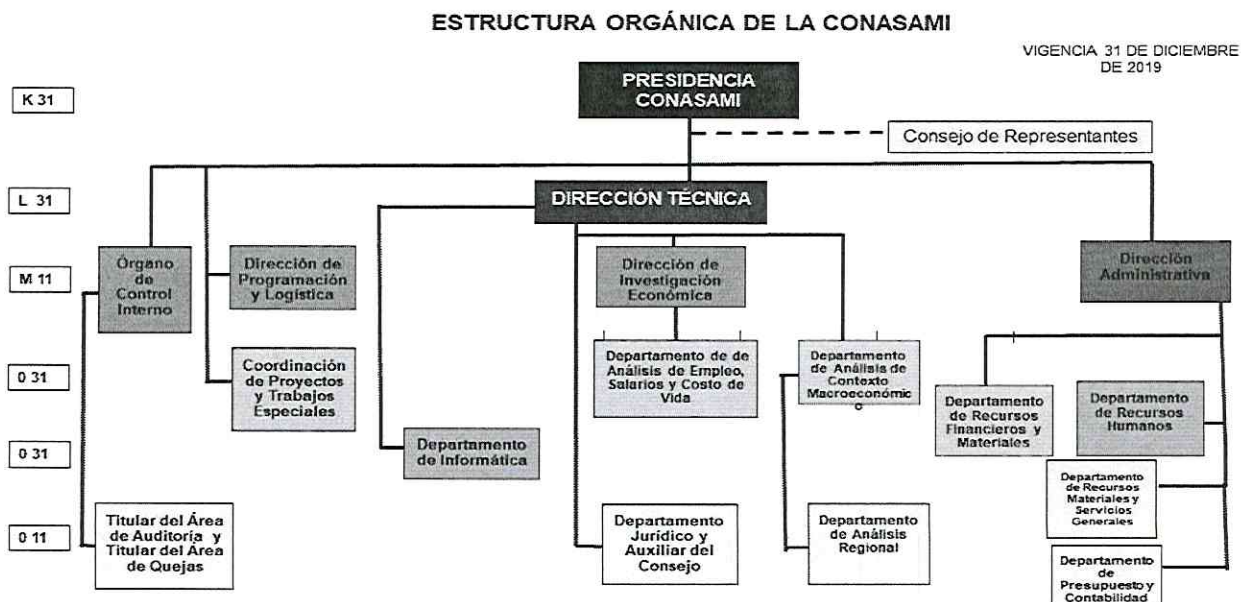 ESTRUCTURA ORGÁNICA DE LA CONASAMI
VIGENCIA 31 DE DICIEMBRE
DE 2019
K 31
PRESIDENCIA
CONASAMI
Consejo de Representantes
L 31
DIRECCIÓN TÉCNICA
M 11
Órgano
de
Control
Interno
Dirección de
Programación
y Logística
Dirección de
Investigación
Económica
Dirección
Administrativa
0 31
Coordinación
de Proyectos
y Trabajos
Especiales
Departamento de de
Análisis de Empleo,
Salarios y Costo de
Vida
Departamento
de Análisis de
Contexto
Macroeconómic
o
Departamento
de Recursos
Financieros y
Materiales
Departamento
de Recursos
Humanos
0 31
Departamento
de Informática
Departamento
de Recursos
Materiales y
Servicios
Generales
0 11
Titular del Área
de Auditoría y
Titular del Área
de Quejas
Departamento
Jurídico y
Auxiliar del
Consejo
Departamento
de Análisis
Regional
Departamento
de
Presupuesto y
Contabilidad